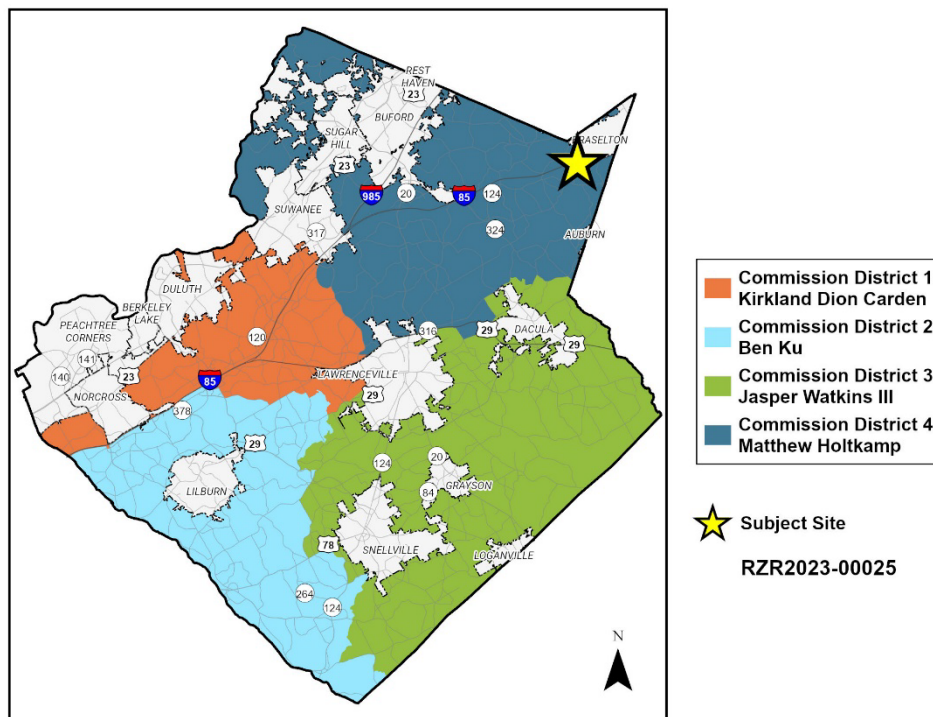 REST
HAVEN
23
BUFORD
SUGAR
HILL
23
BRASELTON
985
20
85
124
SUWANEE
317
324
AUBURN
DULUTH
BERKELEY
LAKE
PEACHTREE
CORNERS
141
140
23
NORCROSS
120
85
316
29
DACULA
29
LAWRENCEVILLE
29
378
29
LILBURN
124
20
GRAYSON
84
78
SNELLVILLE
LOGANVILLE
264
124
N
Commission District 1
Kirkland Dion Carden
Commission District 2
Ben Ku
Commission District 3
Jasper Watkins III
Commission District 4
Matthew Holtkamp
Subject Site
RZR2023-00025